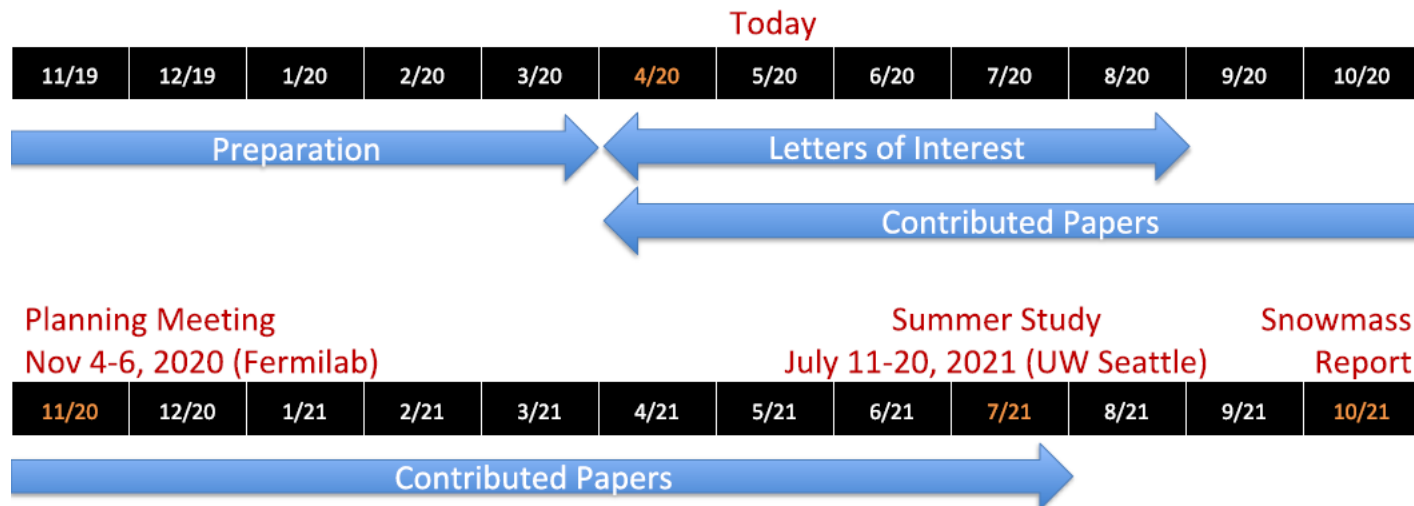 Today
11/19 12/19 1/20 2/20 3/20 4/20 5/20 6/20 7/20 8/20 9/20 10/20
Preparation Letters of Interest
Contributed Papers
Planning Meeting Summer Study Snowmass
Nov 4-6, 2020 (Fermilab) July 11-20, 2021 (UW Seattle) Report
11/20 12/20 1/21 2/21 3/21 4/21 5/21 6/21 7/21 8/21 9/21 10/21
Contributed Papers